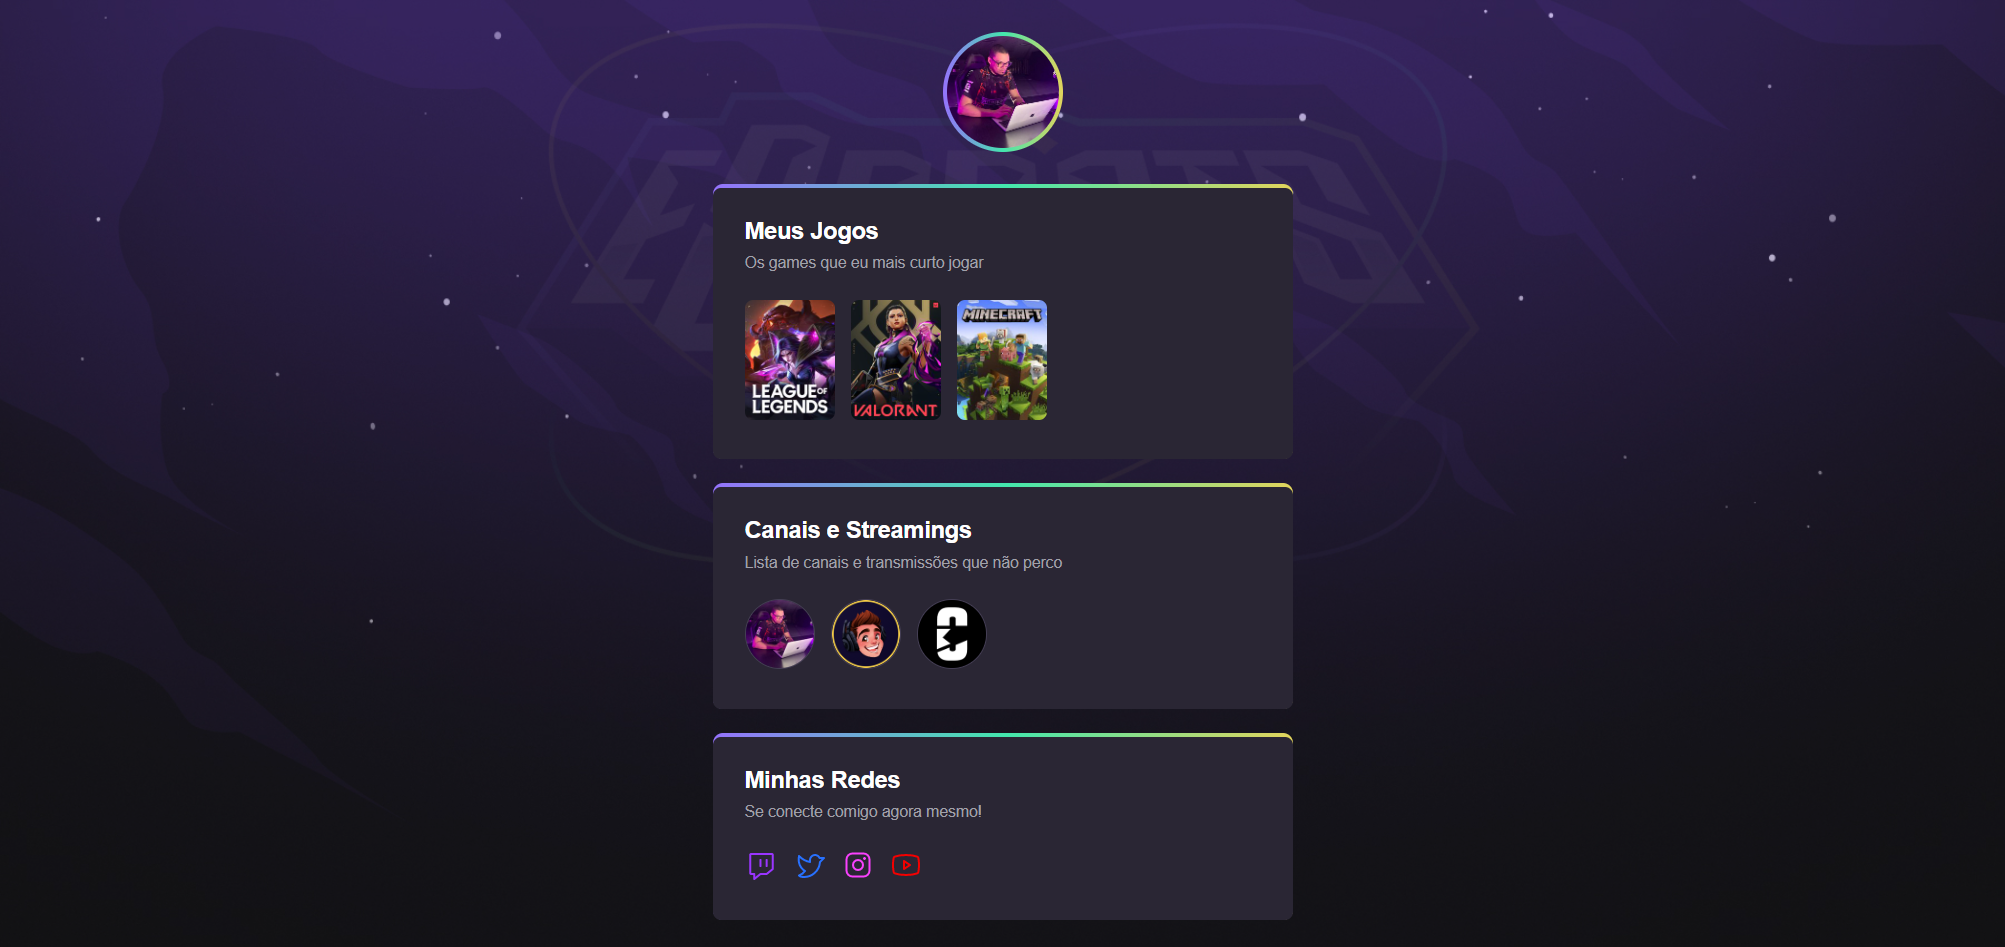 Meus Jogos
Os games que eu mais curto jogar
LEAGUE OF
LEGENDS
VALORANT
MINECRAFT
Canais e Streamings
Lista de canais e transmissões que não perco
Minhas Redes
Se conecte comigo agora mesmo!